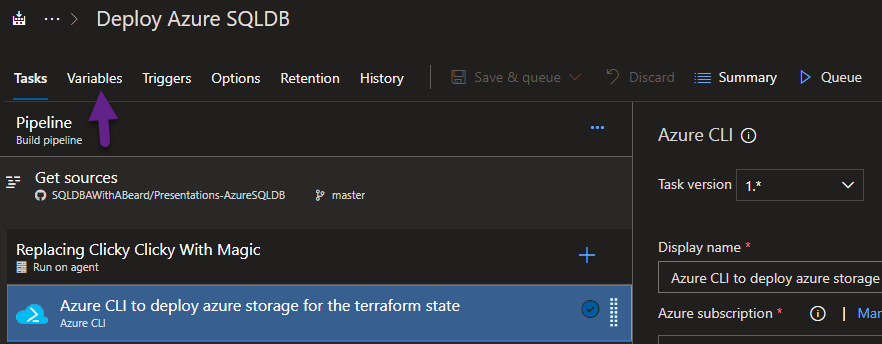 ··· > Deploy Azure SQLDB
Tasks Variables Triggers Options Retention History Save & queue Discard Summary Queue
Pipeline ···
Build pipeline
Get sources
SQLDBAWithABeard/Presentations-AzureSQLDB master
Replacing Clicky Clicky With Magic +
Run on agent
Azure CLI to deploy azure storage for the terraform state
Azure CLI
Azure CLI
Task version 1.*
Display name *
Azure CLI to deploy azure storage
Azure subscription * | Man